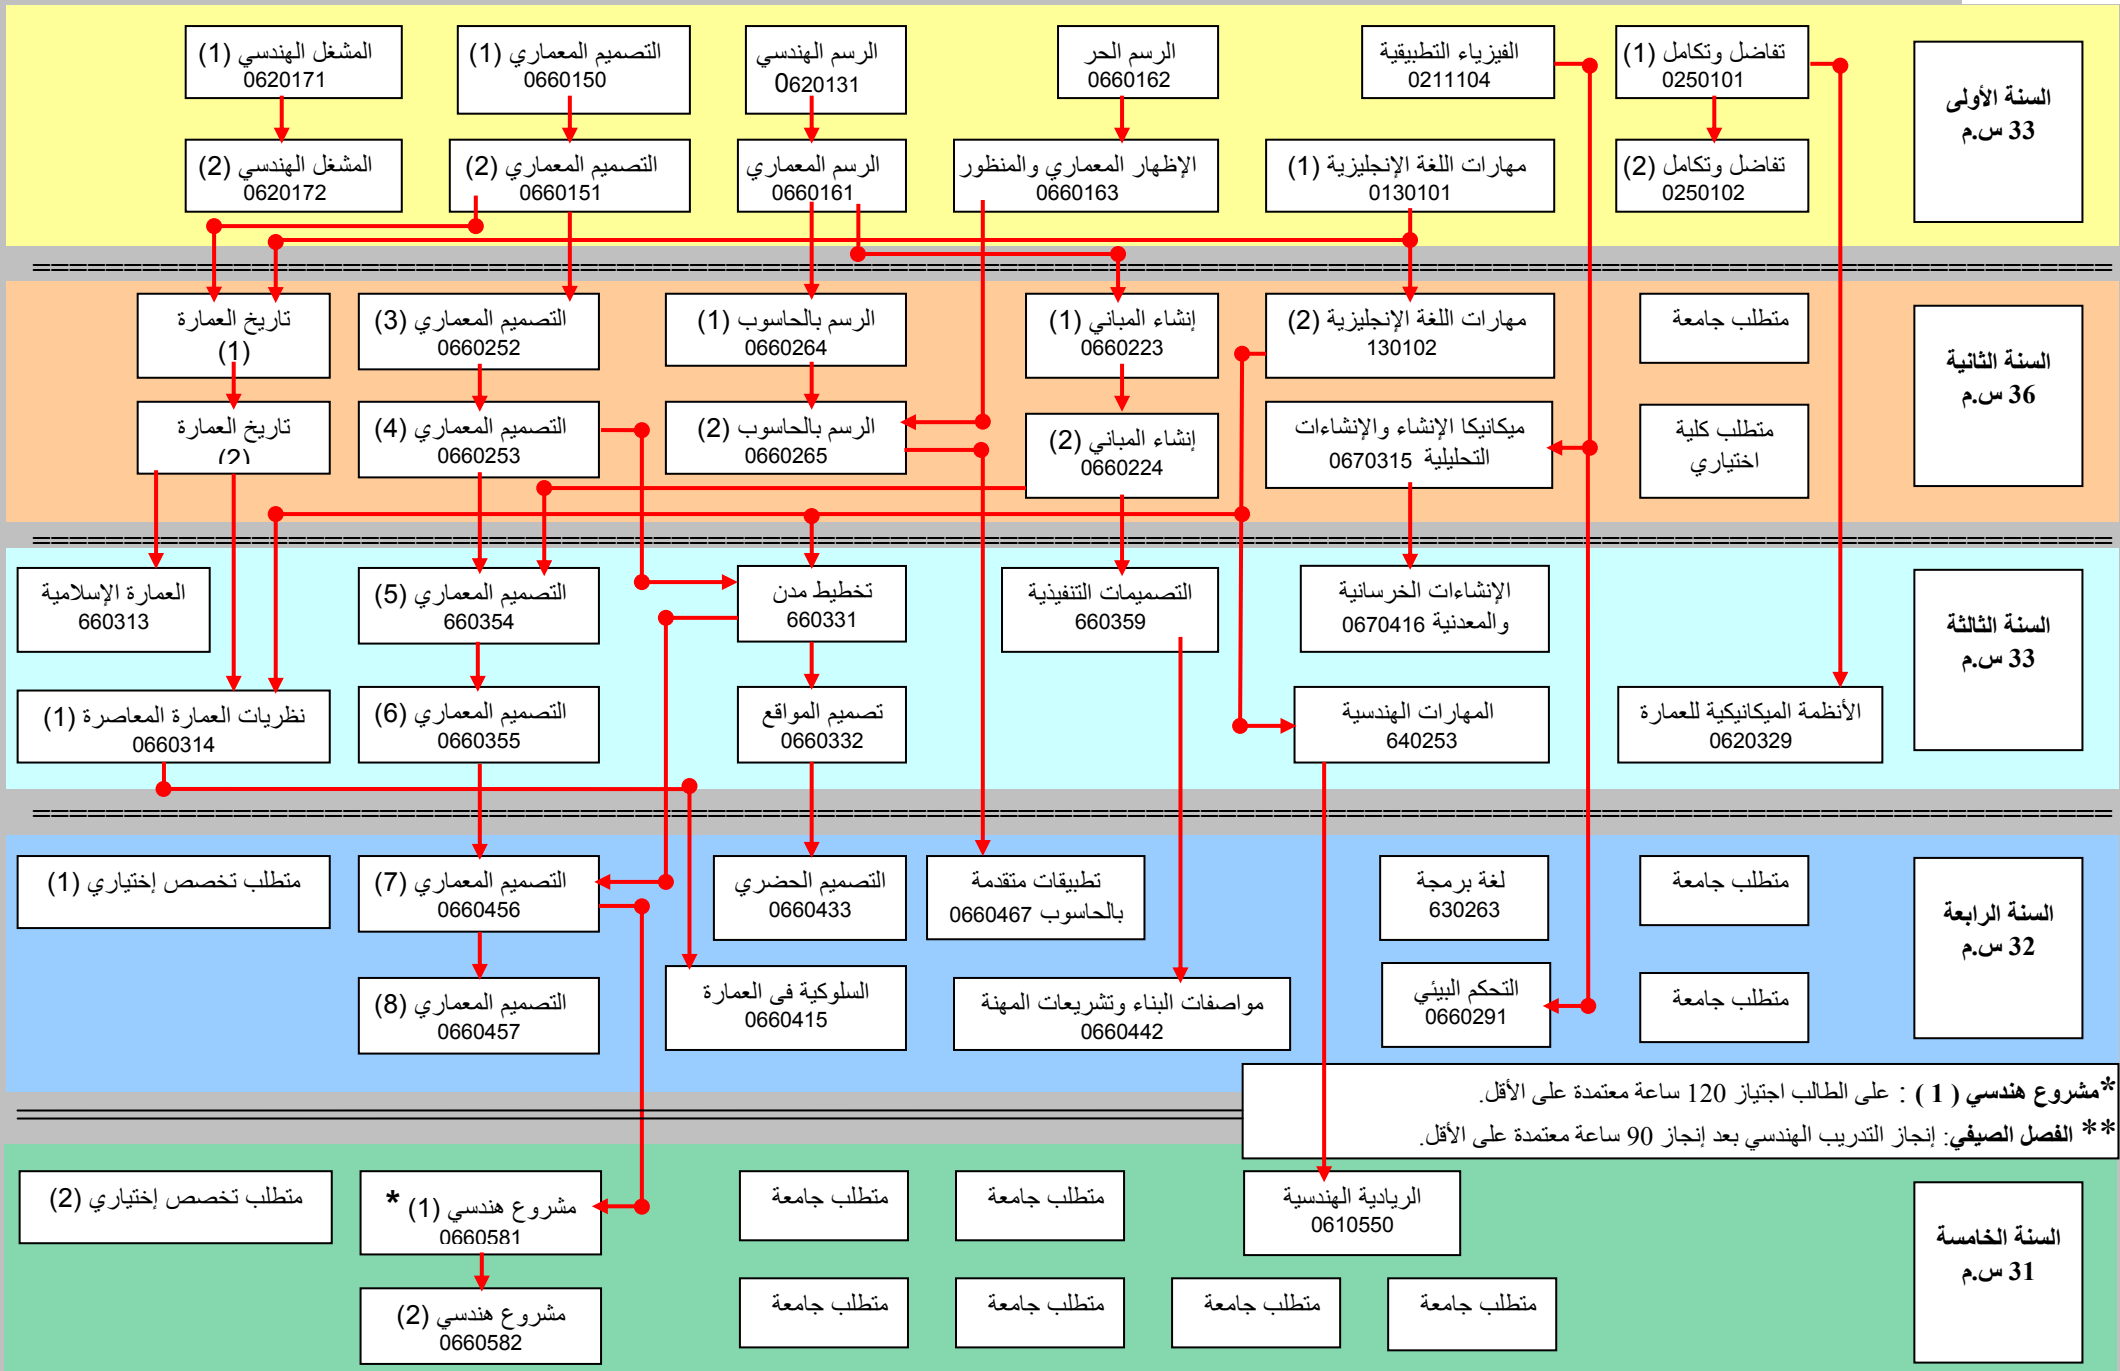 السنة الأولى
33 س.م
تفاضل وتكامل (1)
0250101
الفيزياء التطبيقية
0211104
الرسم الحر
0660162
الرسم الهندسي
0620131
التصميم المعماري (1)
0660150
المشغل الهندسي (1)
0620171
تفاضل وتكامل (2)
0250102
مهارات اللغة الإنجليزية (1)
0130101
الإظهار المعماري والمنظور
0660163
الرسم المعماري
0660161
التصميم المعماري (2)
0660151
المشغل الهندسي (2)
0620172
السنة الثانية
36 س.م
متطلب جامعة
مهارات اللغة الإنجليزية (2)
130102
إنشاء المباني (1)
0660223
الرسم بالحاسوب (1)
0660264
التصميم المعماري (3)
0660252
تاريخ العمارة
(1)
متطلب كلية
اختياري
ميكانيكا الإنشاء والإنشاءات
التحليلية 0670315
إنشاء المباني (2)
0660224
الرسم بالحاسوب (2)
0660265
التصميم المعماري (4)
0660253
تاريخ العمارة
(2)
السنة الثالثة
33 س.م
الإنشاءات الخرسانية
والمعدنية 0670416
التصميمات التنفيذية
660359
تخطيط مدن
660331
التصميم المعماري (5)
660354
العمارة الإسلامية
660313
الأنظمة الميكانيكية للعمارة
0620329
المهارات الهندسية
640253
تصميم المواقع
0660332
التصميم المعماري (6)
0660355
نظريات العمارة المعاصرة (1)
0660314
السنة الرابعة
32 س.م
متطلب جامعة
لغة برمجة
630263
تطبيقات متقدمة
بالحاسوب 0660467
التصميم الحضري
0660433
التصميم المعماري (7)
0660456
متطلب تخصص إختياري (1)
متطلب جامعة
التحكم البيئي
0660291
مواصفات البناء وتشريعات المهنة
0660442
السلوكية في العمارة
0660415
التصميم المعماري (8)
0660457
*مشروع هندسي ( 1 ) : على الطالب اجتياز 120 ساعة معتمدة على الأقل.
** الفصل الصيفي: إنجاز التدريب الهندسي بعد إنجاز 90 ساعة معتمدة على الأقل.
السنة الخامسة
31 س.م
الريادية الهندسية
0610550
متطلب جامعة
متطلب جامعة
مشروع هندسي (1) *
0660581
متطلب تخصص إختياري (2)
متطلب جامعة
متطلب جامعة
متطلب جامعة
متطلب جامعة
مشروع هندسي (2)
0660582